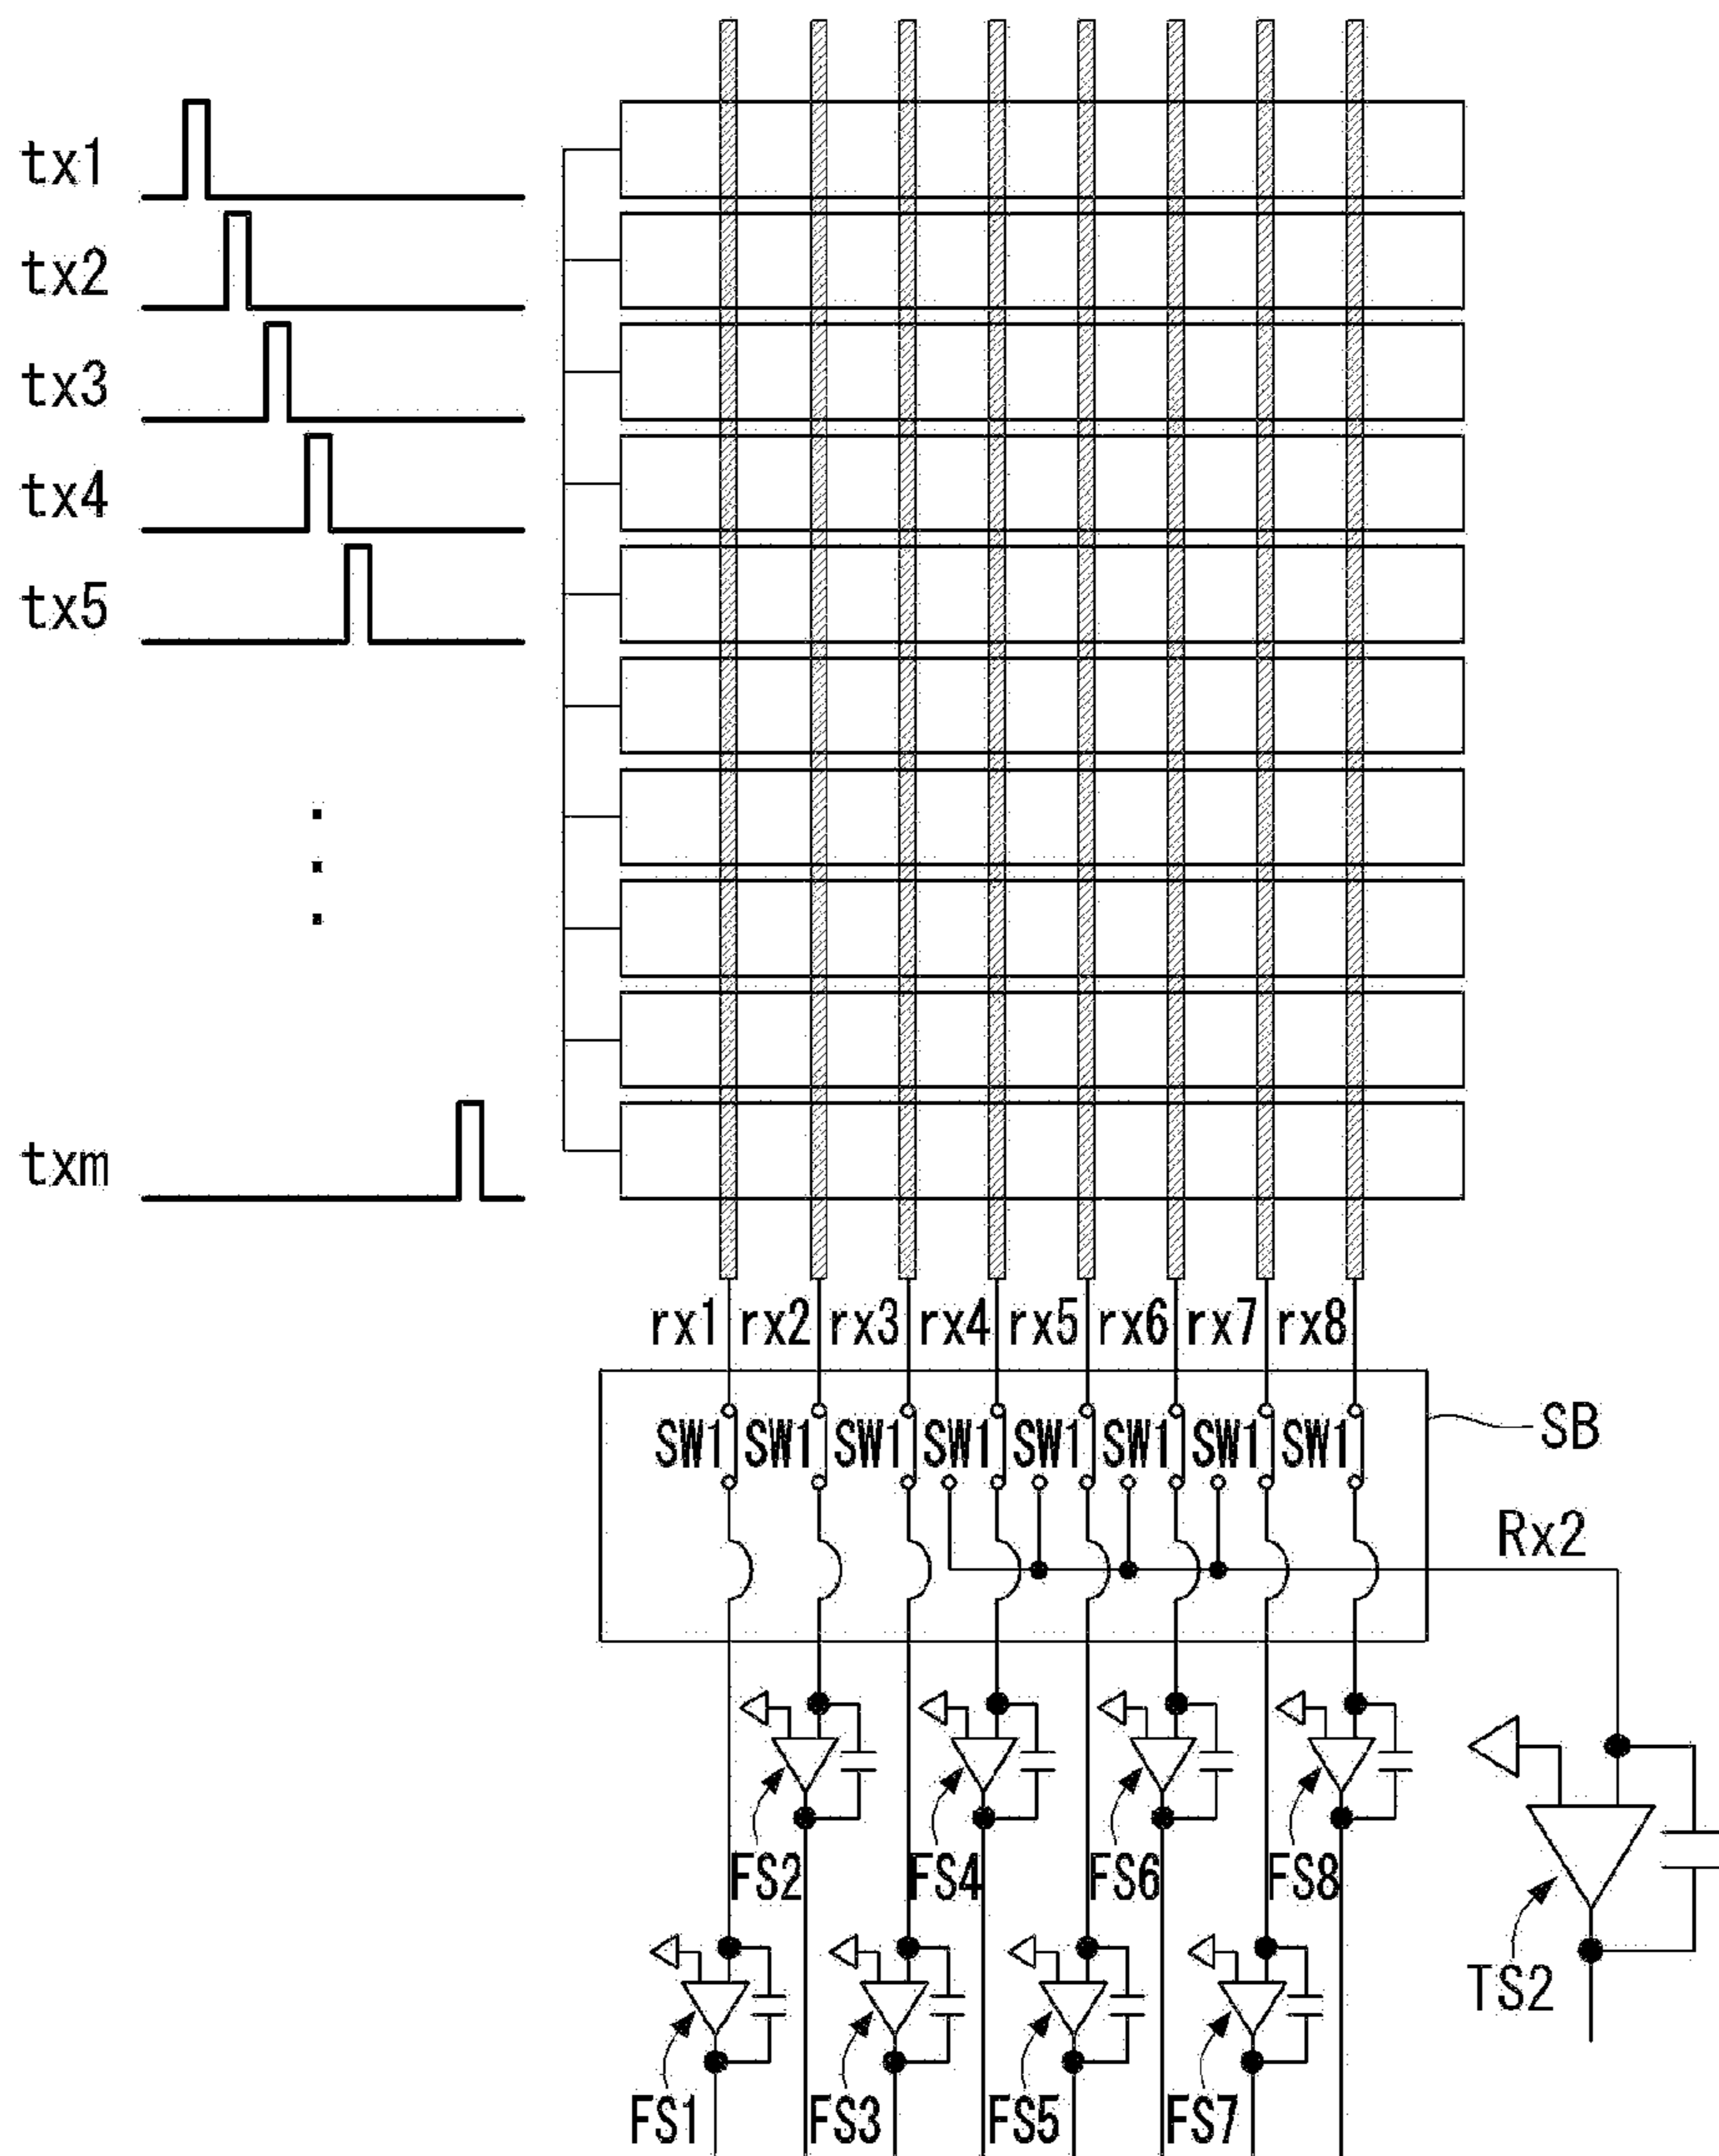 tx1
tx2
tx3
tx4
tx5
txm
rx1 rx2 rx3 rx4 rx5 rx6 rx7 rx8
SW1 SW1 SW1 SW1 SW1 SW1 SW1 SW1
SB
Rx2
FS2 FS4 FS6 FS8
TS2
FS1 FS3 FS5 FS7